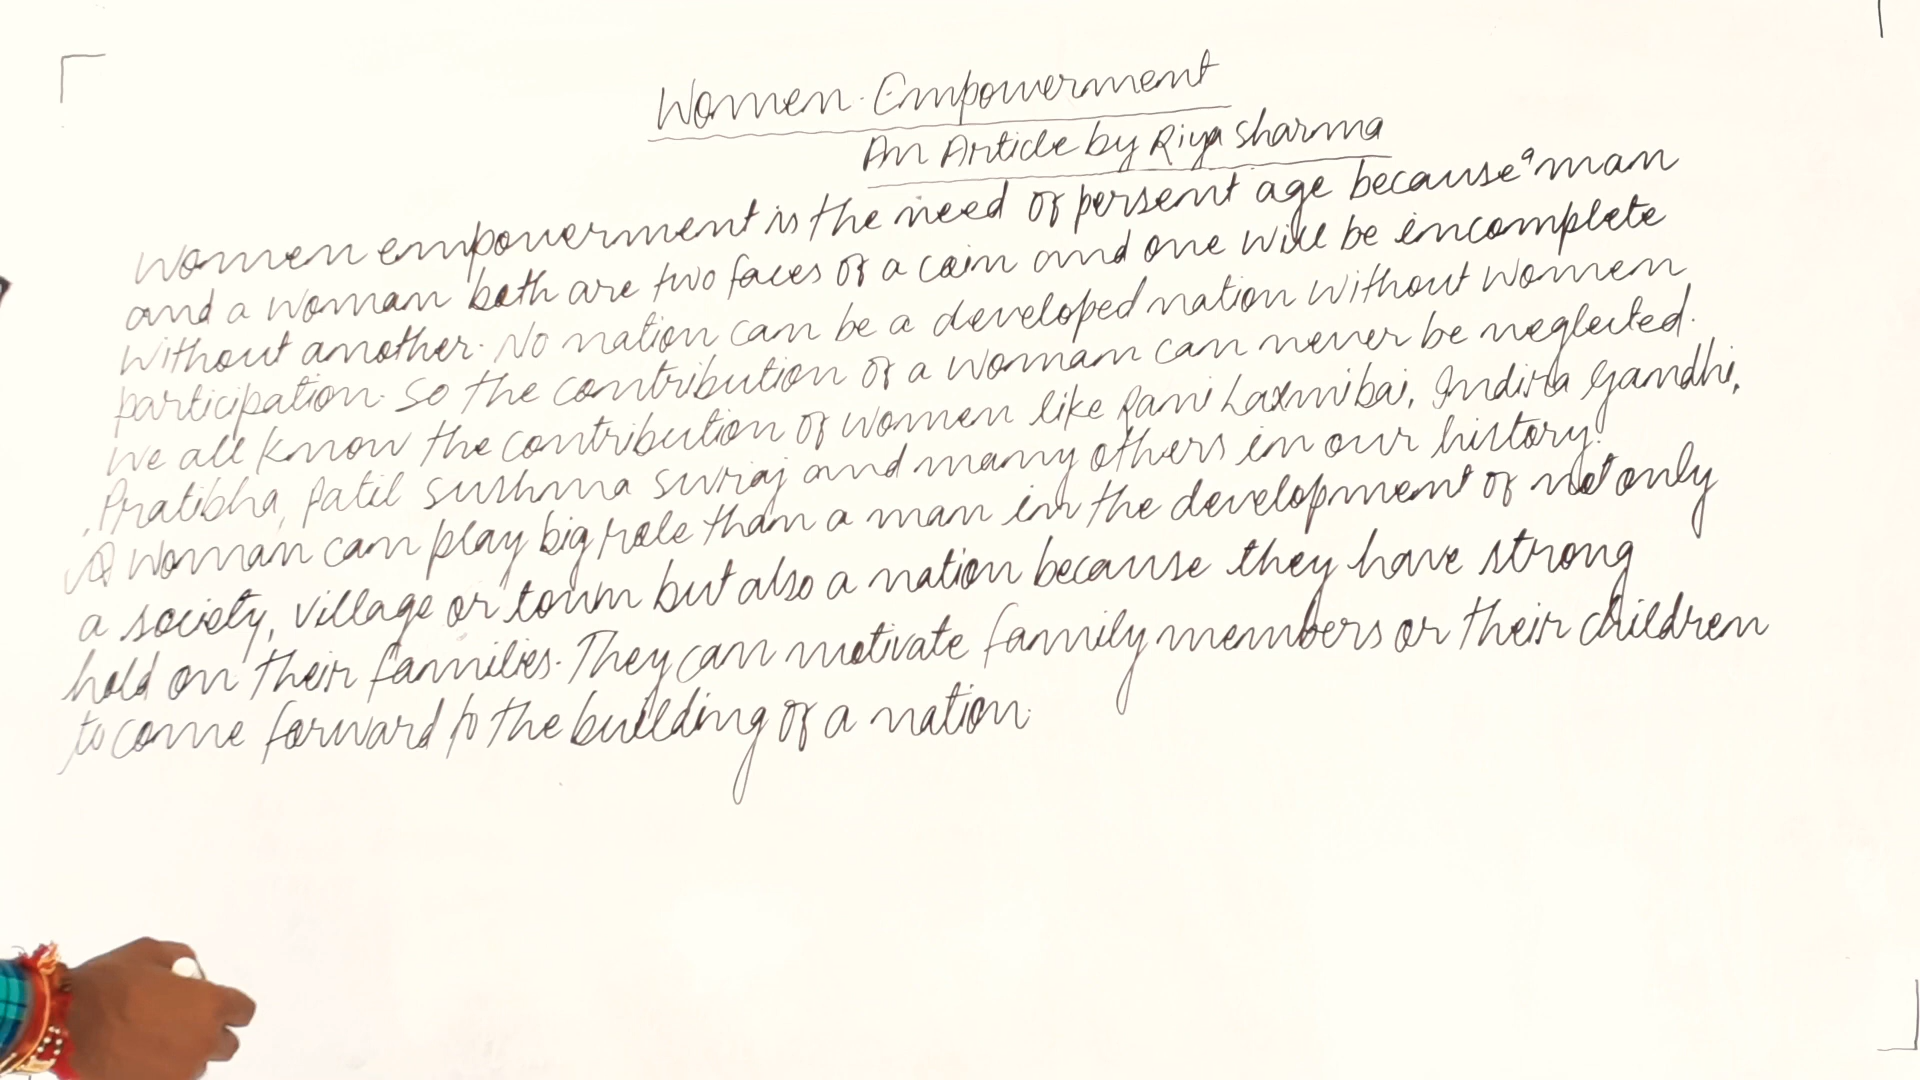 Women Empowerment
An Article by Riya Sharma
Women empowerment is the need of persent age because a man
and a woman both are two faces of a coin and one will be incomplete
without another. No nation can be a developed nation without women
participation. So the contribution of a woman can never be neglected.
We all know the contribution of women like Rani Laxmibai, Indira Gandhi,
Pratibha, Patil Sushma Swraj and many others in our history.
A woman can play big role than a man in the development of not only
a society, village or town but also a nation because they have strong
hold on their families. They can motivate family members or their children
to come forward to the building of a nation.